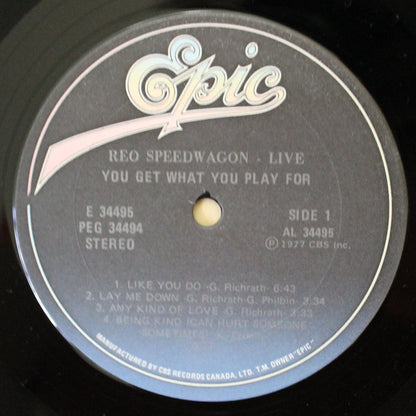 Epic
REO SPEEDWAGON - LIVE
YOU GET WHAT YOU PLAY FOR
E 34495
PEG 34494
STEREO
SIDE 1
AL 34495
Ⓟ 1977 CBS Inc.
1. LIKE YOU DO -G. Richrath- 6:43
2. LAY ME DOWN -G. Richrath-G. Philbin- 3:34
3. ANY KIND OF LOVE -G. Richrath- 3:31
4. BEING KIND (CAN HURT SOMEONE
SOMETIMES)
MANUFACTURED BY CBS RECORDS CANADA, LTD. T.M. OWNER "EPIC"